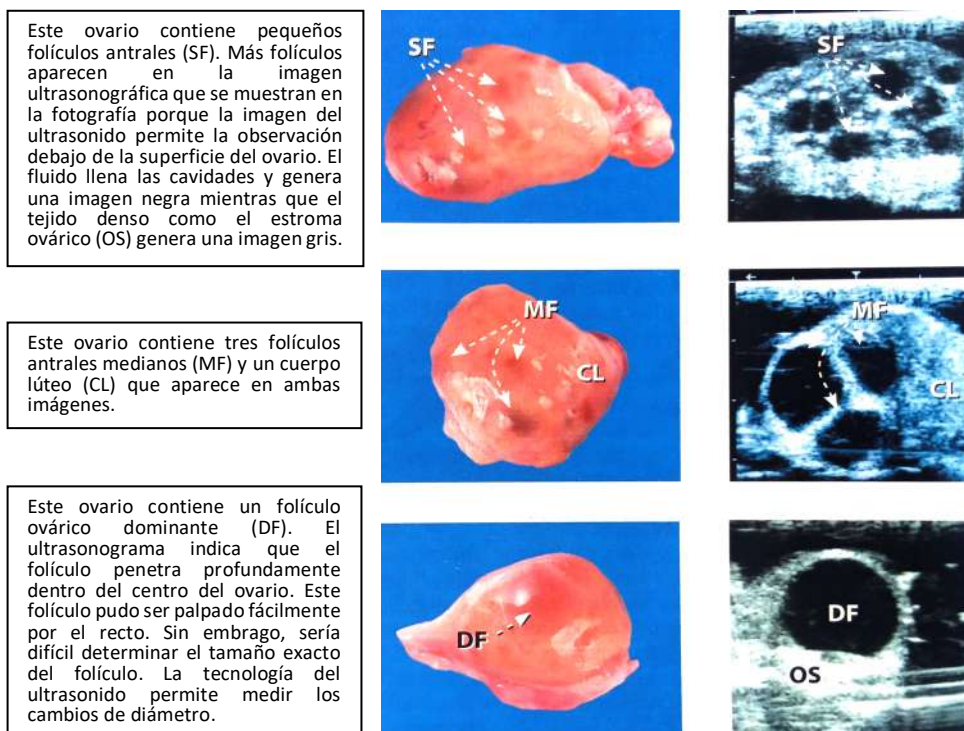 Este ovario contiene pequeños
folículos antrales (SF). Más folículos
aparecen en la imagen
ultrasonográfica que se muestran en
la fotografía porque la imagen del
ultrasonido permite la observación
debajo de la superficie del ovario. El
fluido llena las cavidades y genera
una imagen negra mientras que el
tejido denso como el estroma
ovárico (OS) genera una imagen gris.
SF
SF
Este ovario contiene tres folículos
antrales medianos (MF) y un cuerpo
lúteo (CL) que aparece en ambas
imágenes.
MF
CL
MF
CL
Este ovario contiene un folículo
ovárico dominante (DF). El
ultrasonograma indica que el
folículo penetra profundamente
dentro del centro del ovario. Este
folículo pudo ser palpado fácilmente
por el recto. Sin embrago, sería
difícil determinar el tamaño exacto
del folículo. La tecnología del
ultrasonido permite medir los
cambios de diámetro.
DF
DF
OS